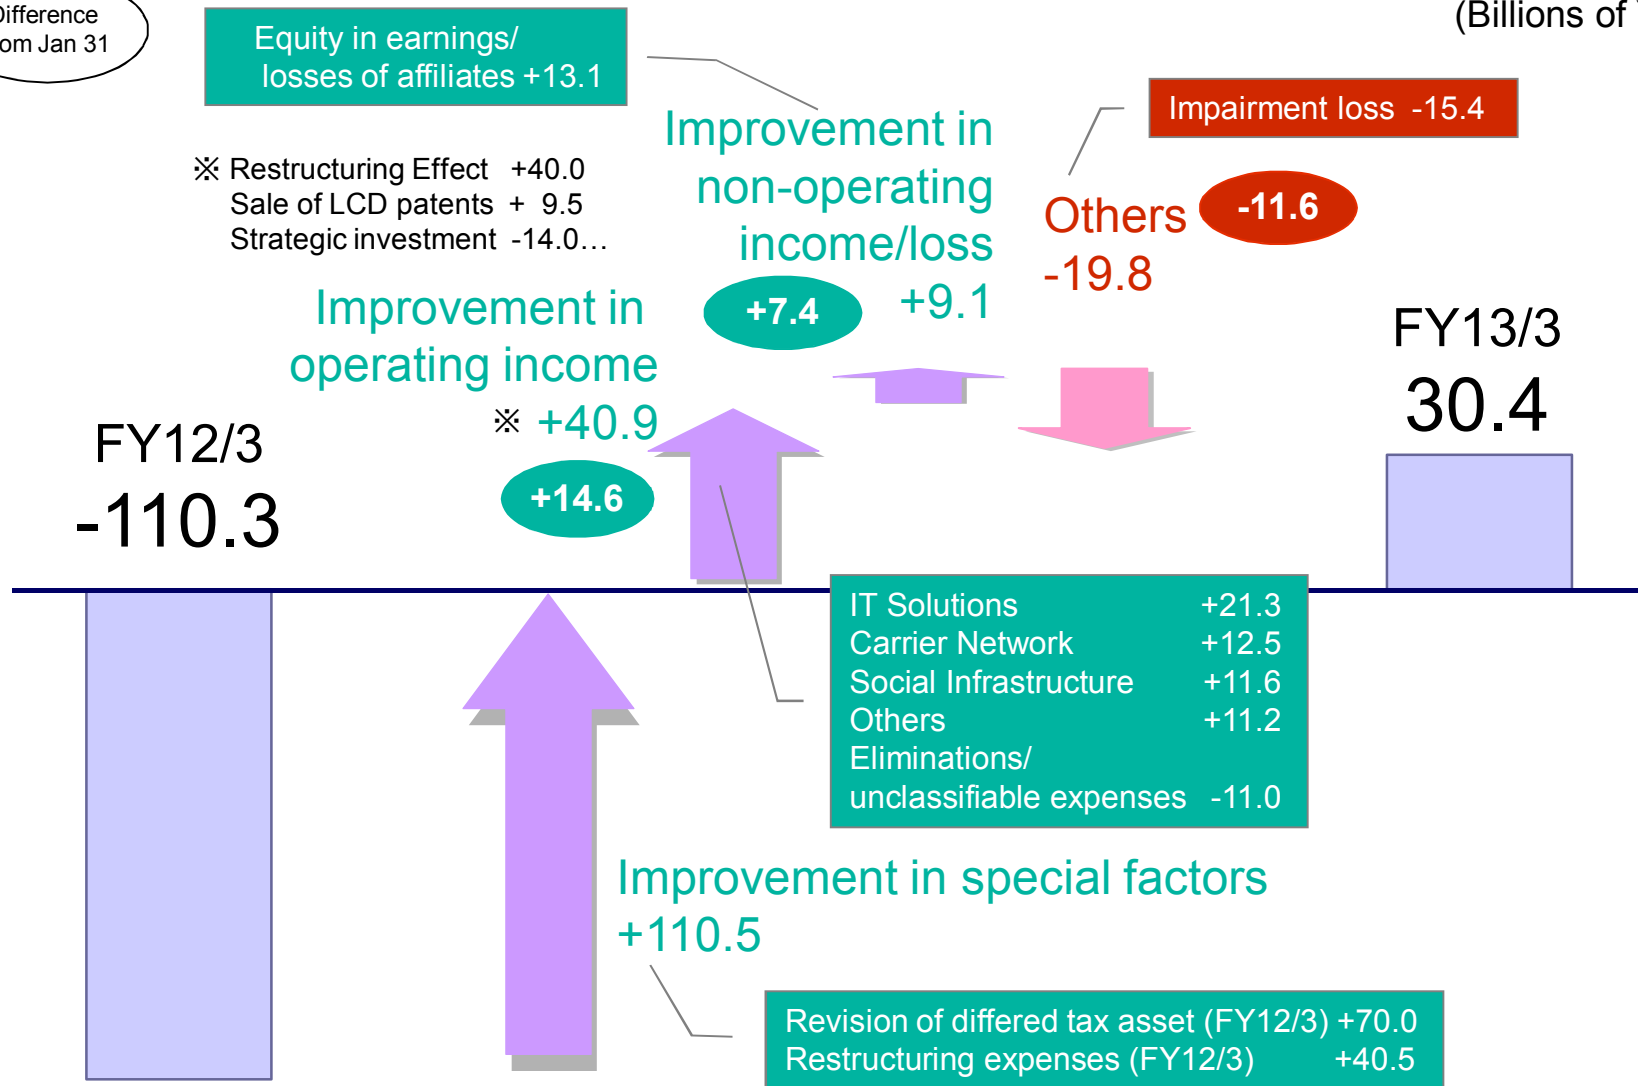 Difference
from Jan 31
(Billions of
Equity in earnings/
losses of affiliates +13.1
Impairment loss -15.4
※ Restructuring Effect +40.0
Sale of LCD patents + 9.5
Strategic investment -14.0…
Improvement in
non-operating
income/loss
+9.1
+7.4
Others
-19.8
-11.6
Improvement in
operating income
※ +40.9
+14.6
FY12/3
-110.3
FY13/3
30.4
IT Solutions +21.3
Carrier Network +12.5
Social Infrastructure +11.6
Others +11.2
Eliminations/
unclassifiable expenses -11.0
Improvement in special factors
+110.5
Revision of differed tax asset (FY12/3) +70.0
Restructuring expenses (FY12/3) +40.5